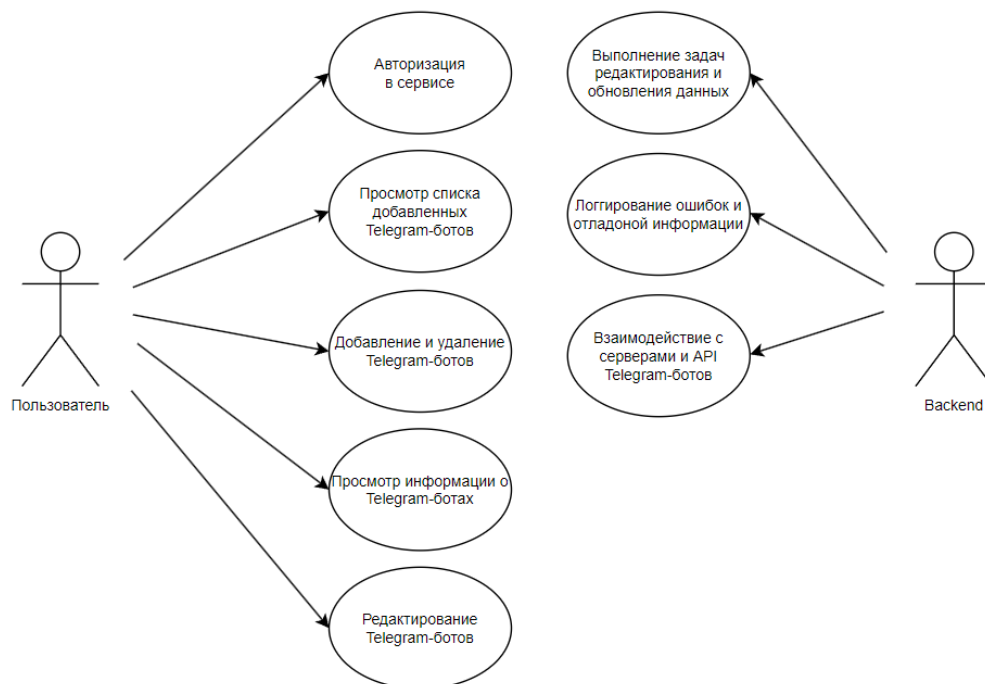 Авторизация
в сервисе
Просмотр списка
добавленных
Telegram-ботов
Добавление и удаление
Telegram-ботов
Просмотр информации о
Telegram-ботах
Редактирование
Telegram-ботов
Пользователь
Выполнение задач
редактирования и
обновления данных
Логгирование ошибок и
отладоной информации
Взаимодействие с
серверами и API
Telegram-ботов
Backend